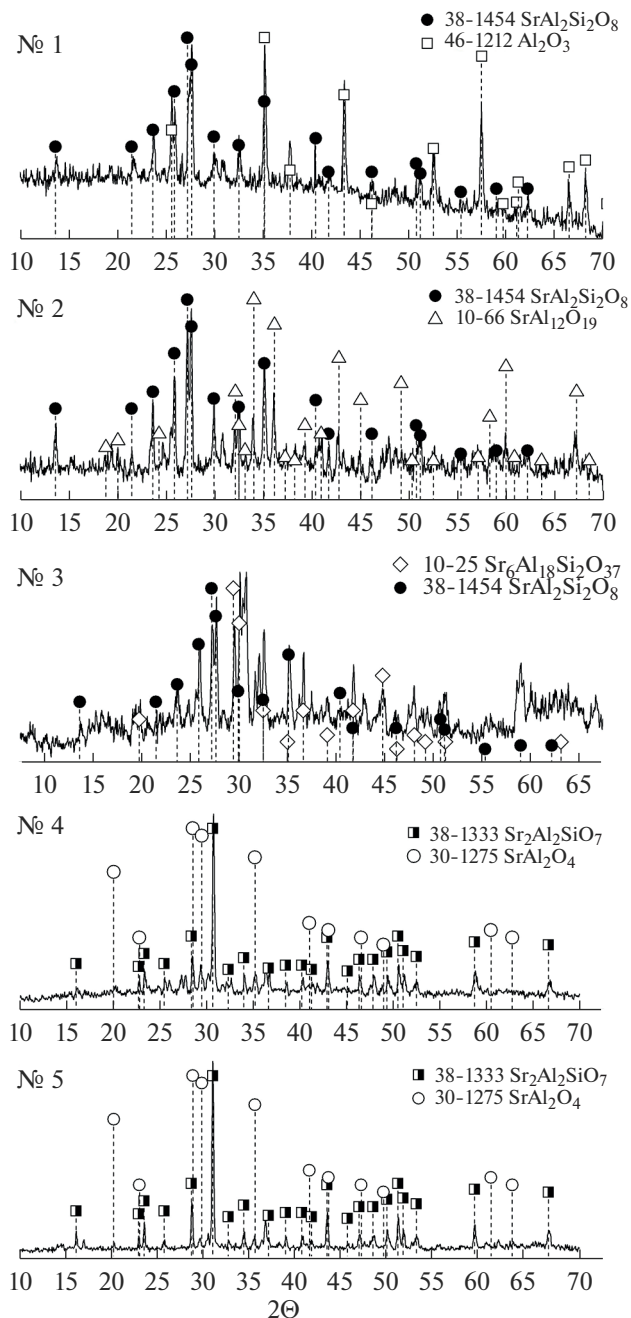 № 1
38-1454 SrAl₂Si₂O₈
46-1212 Al₂O₃
10 15 20 25 30 35 40 45 50 55 60 65 70
№ 2
38-1454 SrAl₂Si₂O₈
10-66 SrAl₁₂O₁₉
10 15 20 25 30 35 40 45 50 55 60 65 70
№ 3
10-25 Sr₆Al₁₈Si₂O₃₇
38-1454 SrAl₂Si₂O₈
10 15 20 25 30 35 40 45 50 55 60 65
№ 4
38-1333 Sr₂Al₂SiO₇
30-1275 SrAl₂O₄
10 15 20 25 30 35 40 45 50 55 60 65 70
№ 5
38-1333 Sr₂Al₂SiO₇
30-1275 SrAl₂O₄
10 15 20 25 30 35 40 45 50 55 60 65 70
2Θ